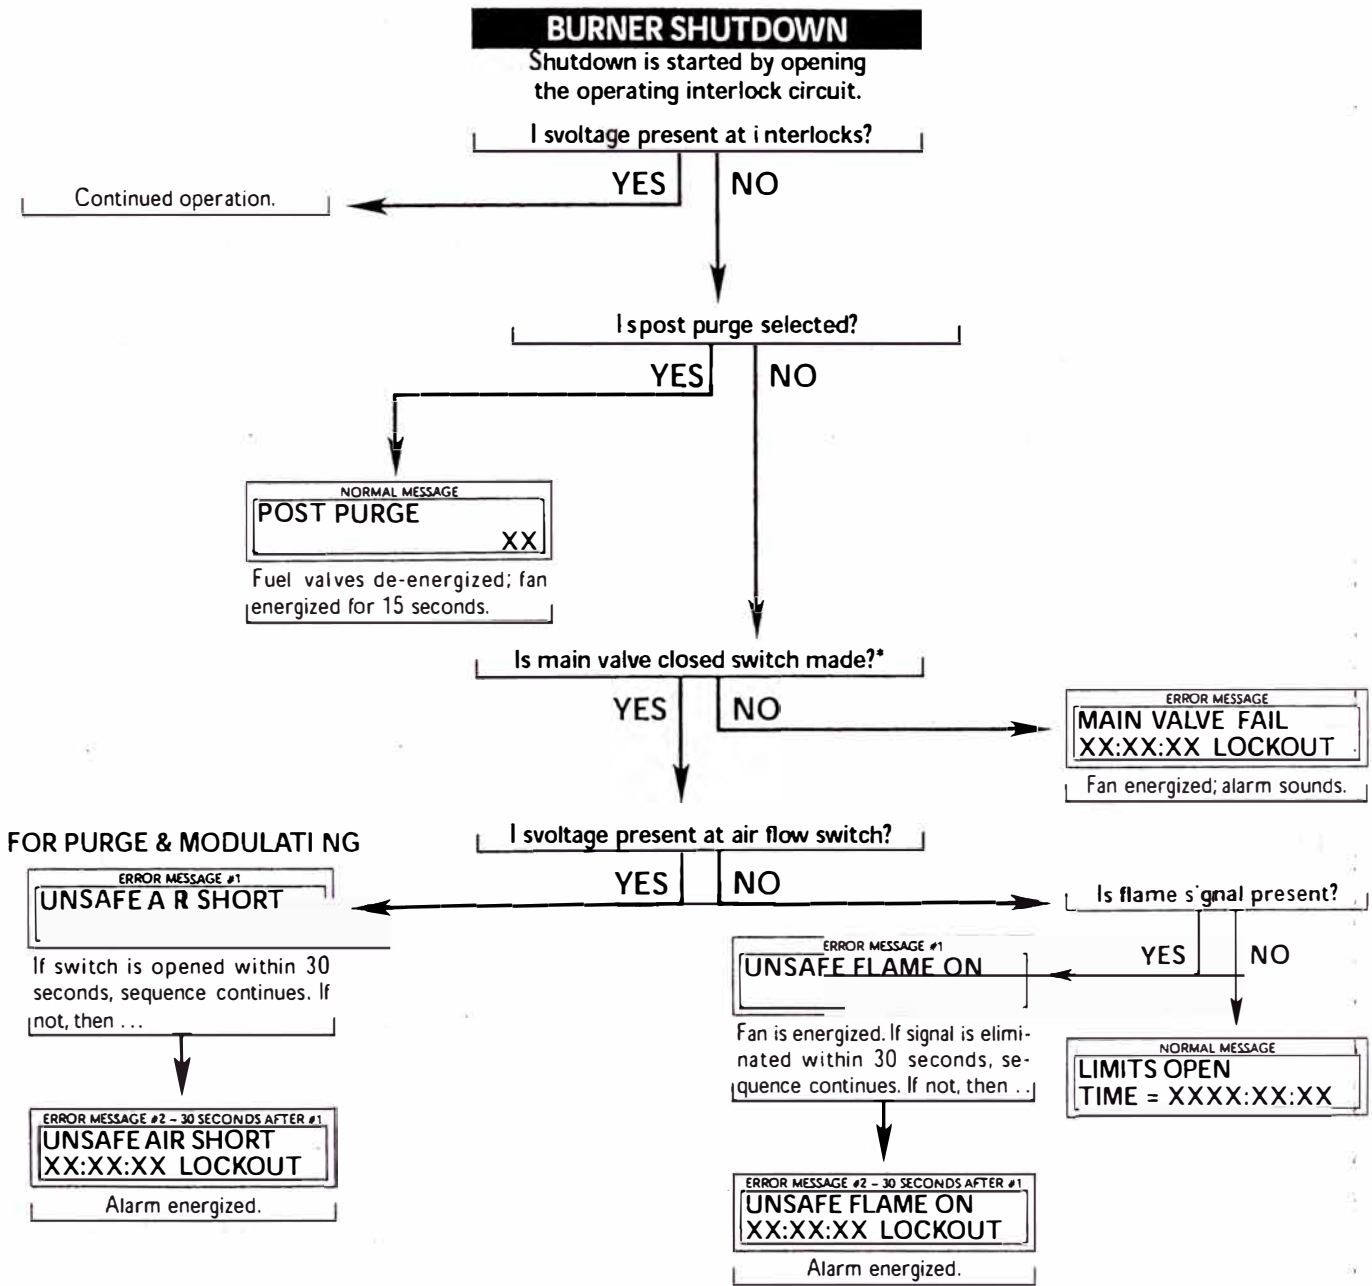 BURNER SHUTDOWN
Shutdown is started by opening
the operating interlock circuit.
I svoltage present at i nterlocks?
YES
NO
Continued operation.
I s post purge selected?
YES
NO
NORMAL MESSAGE
POST PURGE
XX
Fuel valves de-energized; fan
energized for 15 seconds.
Is main valve closed switch made?*
YES
NO
ERROR MESSAGE
MAIN VALVE FAIL
XX:XX:XX LOCKOUT
Fan energized; alarm sounds.
I svoltage present at air flow switch?
YES
NO
FOR PURGE & MODULATI NG
ERROR MESSAGE #1
UNSAFE A R SHORT
If switch is opened within 30
seconds, sequence continues. If
not, then ...
ERROR MESSAGE #2 – 30 SECONDS AFTER #1
UNSAFE AIR SHORT
XX:XX:XX LOCKOUT
Alarm energized.
Is flame signal present?
YES
NO
ERROR MESSAGE #1
UNSAFE FLAME ON
Fan is energized. If signal is elimi-
nated within 30 seconds, se-
quence continues. If not, then ..
ERROR MESSAGE #2 – 30 SECONDS AFTER #1
UNSAFE FLAME ON
XX:XX:XX LOCKOUT
Alarm energized.
NORMAL MESSAGE
LIMITS OPEN
TIME = XXXX:XX:XX